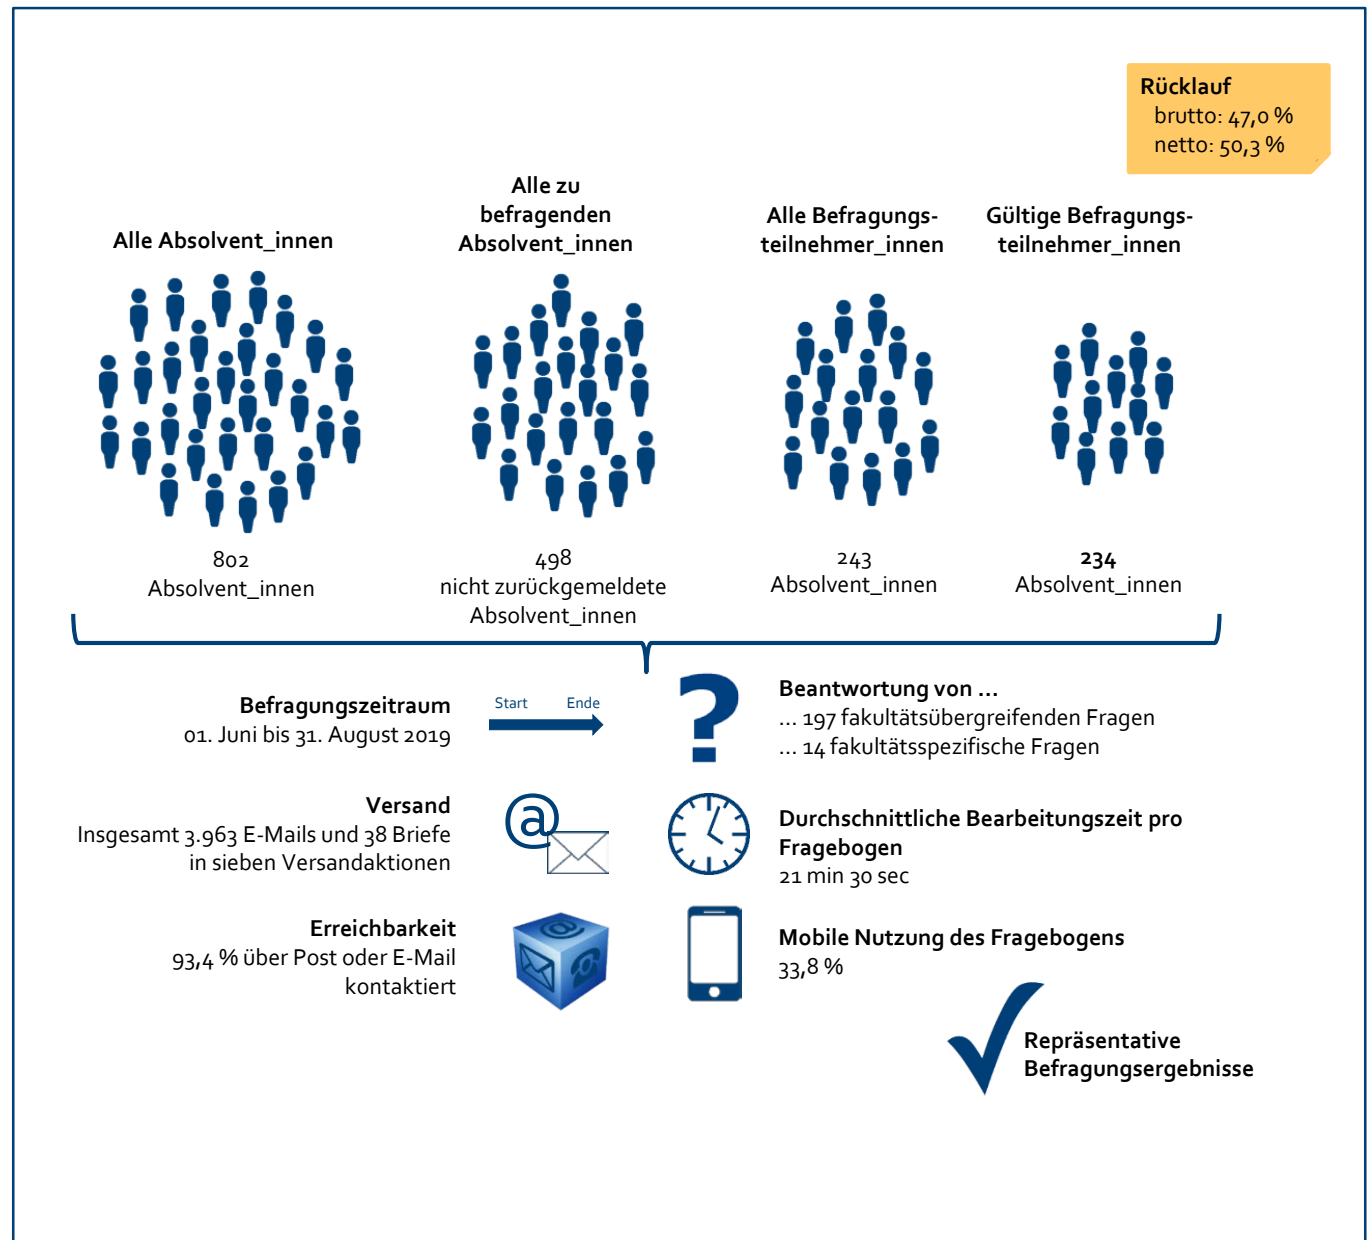 Rücklauf
brutto: 47,0 %
netto: 50,3 %
Alle Absolvent_innen
Alle zu
befragenden
Absolvent_innen
Alle Befragungs-
teilnehmer_innen
Gültige Befragungs-
teilnehmer_innen
802
Absolvent_innen
498
nicht zurückgemeldete
Absolvent_innen
243
Absolvent_innen
234
Absolvent_innen
Befragungszeitraum
01. Juni bis 31. August 2019
Start Ende
?
Beantwortung von ...
... 197 fakultätsübergreifenden Fragen
... 14 fakultätsspezifische Fragen
Versand
Insgesamt 3.963 E-Mails und 38 Briefe
in sieben Versandaktionen
@
Durchschnittliche Bearbeitungszeit pro
Fragebogen
21 min 30 sec
Erreichbarkeit
93,4 % über Post oder E-Mail
kontaktiert
@
Mobile Nutzung des Fragebogens
33,8 %
Repräsentative
Befragungsergebnisse